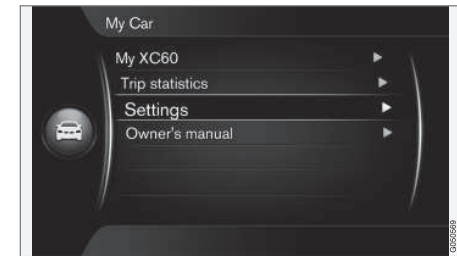 My Car
My XC60
Trip statistics
Settings
Owner's manual
G050569